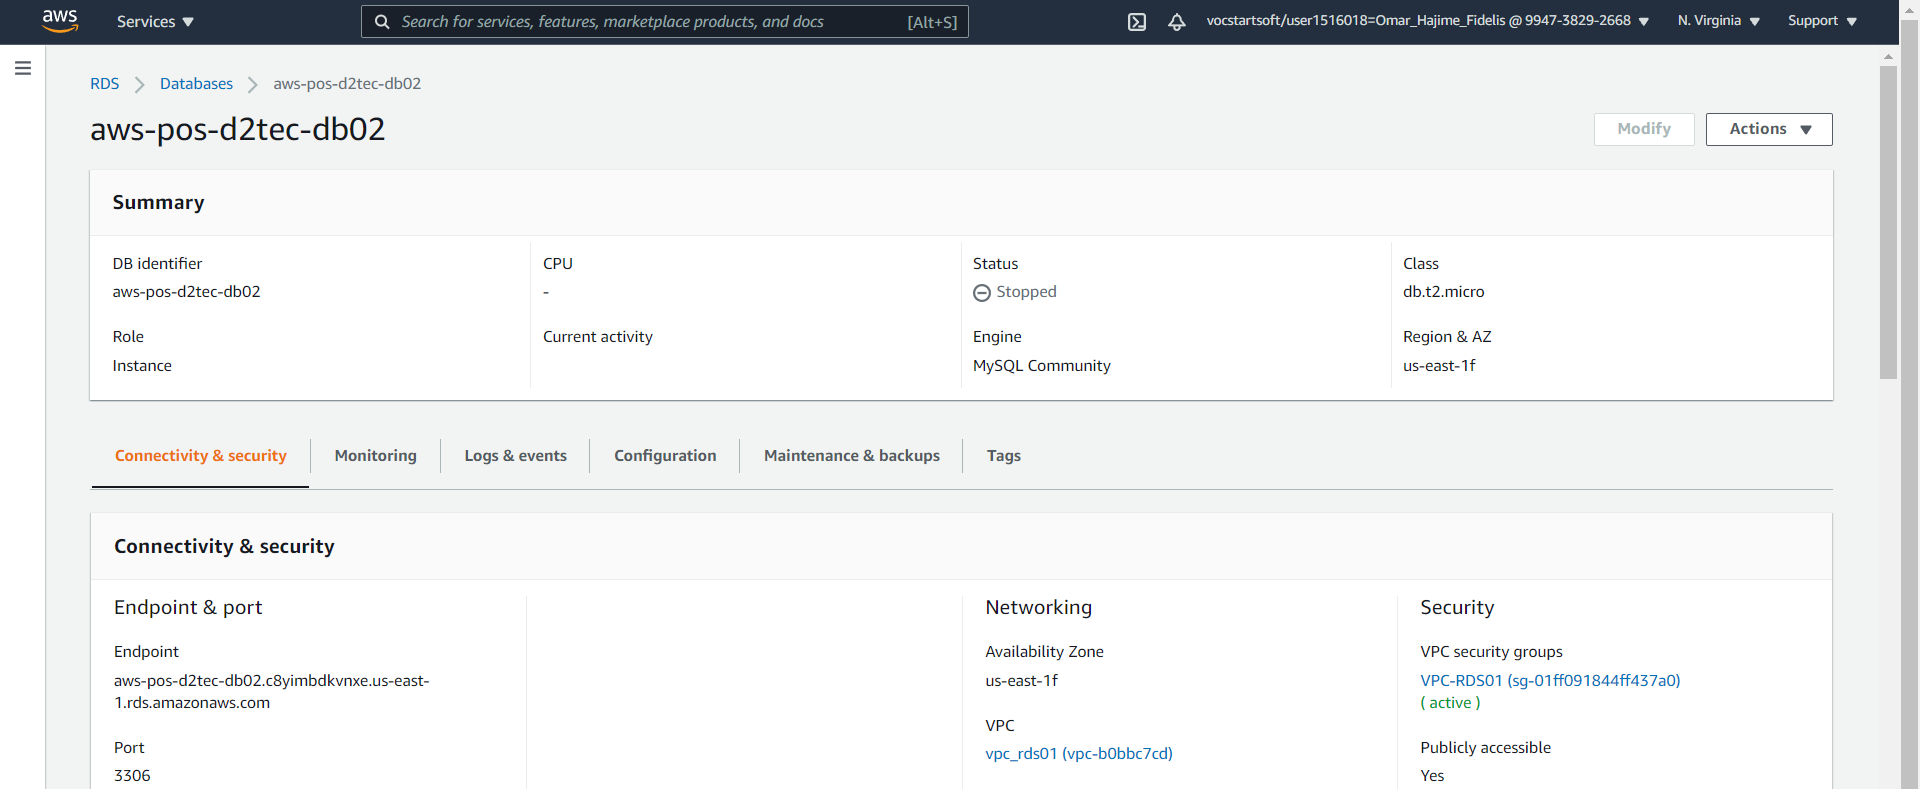 aws
Services
Search for services, features, marketplace products, and docs
[Alt+S]
vocstartsoft/user1516018=Omar_Hajime_Fidelis @ 9947-3829-2668
N. Virginia
Support
RDS
Databases
aws-pos-d2tec-db02
aws-pos-d2tec-db02
Modify
Actions
Summary
DB identifier
aws-pos-d2tec-db02
CPU
-
Status
Stopped
Class
db.t2.micro
Role
Instance
Current activity
Engine
MySQL Community
Region & AZ
us-east-1f
Connectivity & security
Monitoring
Logs & events
Configuration
Maintenance & backups
Tags
Connectivity & security
Endpoint & port
Endpoint
aws-pos-d2tec-db02.c8yimbdkvnxe.us-east-
1.rds.amazonaws.com
Port
3306
Networking
Availability Zone
us-east-1f
VPC
vpc_rds01 (vpc-b0bbc7cd)
Security
VPC security groups
VPC-RDS01 (sg-01ff091844ff437a0)
( active )
Publicly accessible
Yes